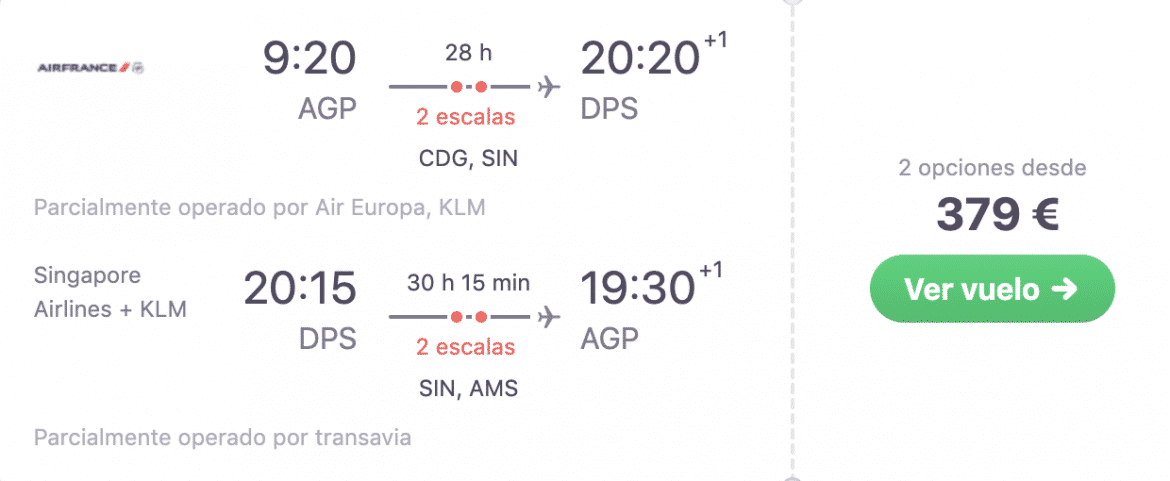 AIRFRANCE
9:20
28 h
20:20+1
AGP
2 escalas
DPS
CDG, SIN
Parcialmente operado por Air Europa, KLM
Singapore
Airlines + KLM
20:15
30 h 15 min
19:30+1
DPS
2 escalas
AGP
SIN, AMS
Parcialmente operado por transavia
2 opciones desde
379 €
Ver vuelo →